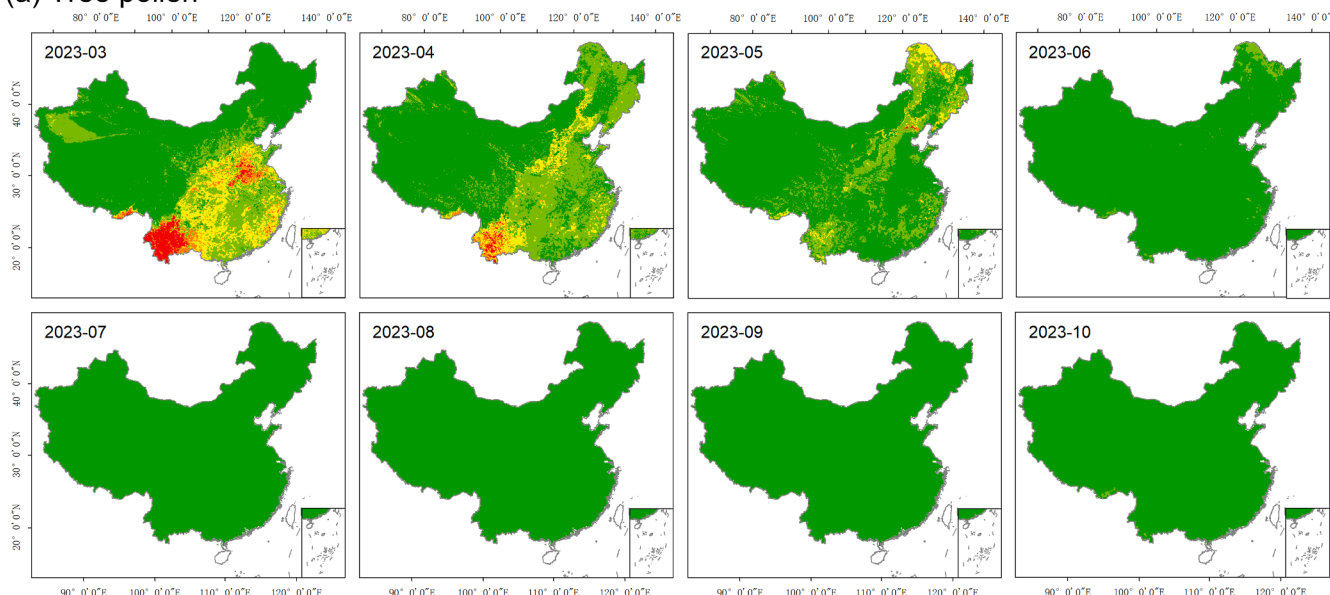 (a) Tree pollen
80° 0'0"E 100° 0'0"E 120° 0'0"E 140° 0'0"E 80° 0'0"E 100° 0'0"E 120° 0'0"E 140° 0'0"E 80° 0'0"E 100° 0'0"E 120° 0'0"E 140° 0'0"E 80° 0'0"E 100° 0'0"E 120° 0'0"E 140° 0'0"E
2023-03 2023-04 2023-05 2023-06
40° 0'0"N
30° 0'0"N
20° 0'0"N
2023-07 2023-08 2023-09 2023-10
40° 0'0"N
30° 0'0"N
20° 0'0"N
90° 0'0"E 100° 0'0"E 110° 0'0"E 120° 0'0"E 90° 0'0"E 100° 0'0"E 110° 0'0"E 120° 0'0"E 90° 0'0"E 100° 0'0"E 110° 0'0"E 120° 0'0"E 90° 0'0"E 100° 0'0"E 110° 0'0"E 120° 0'0"E